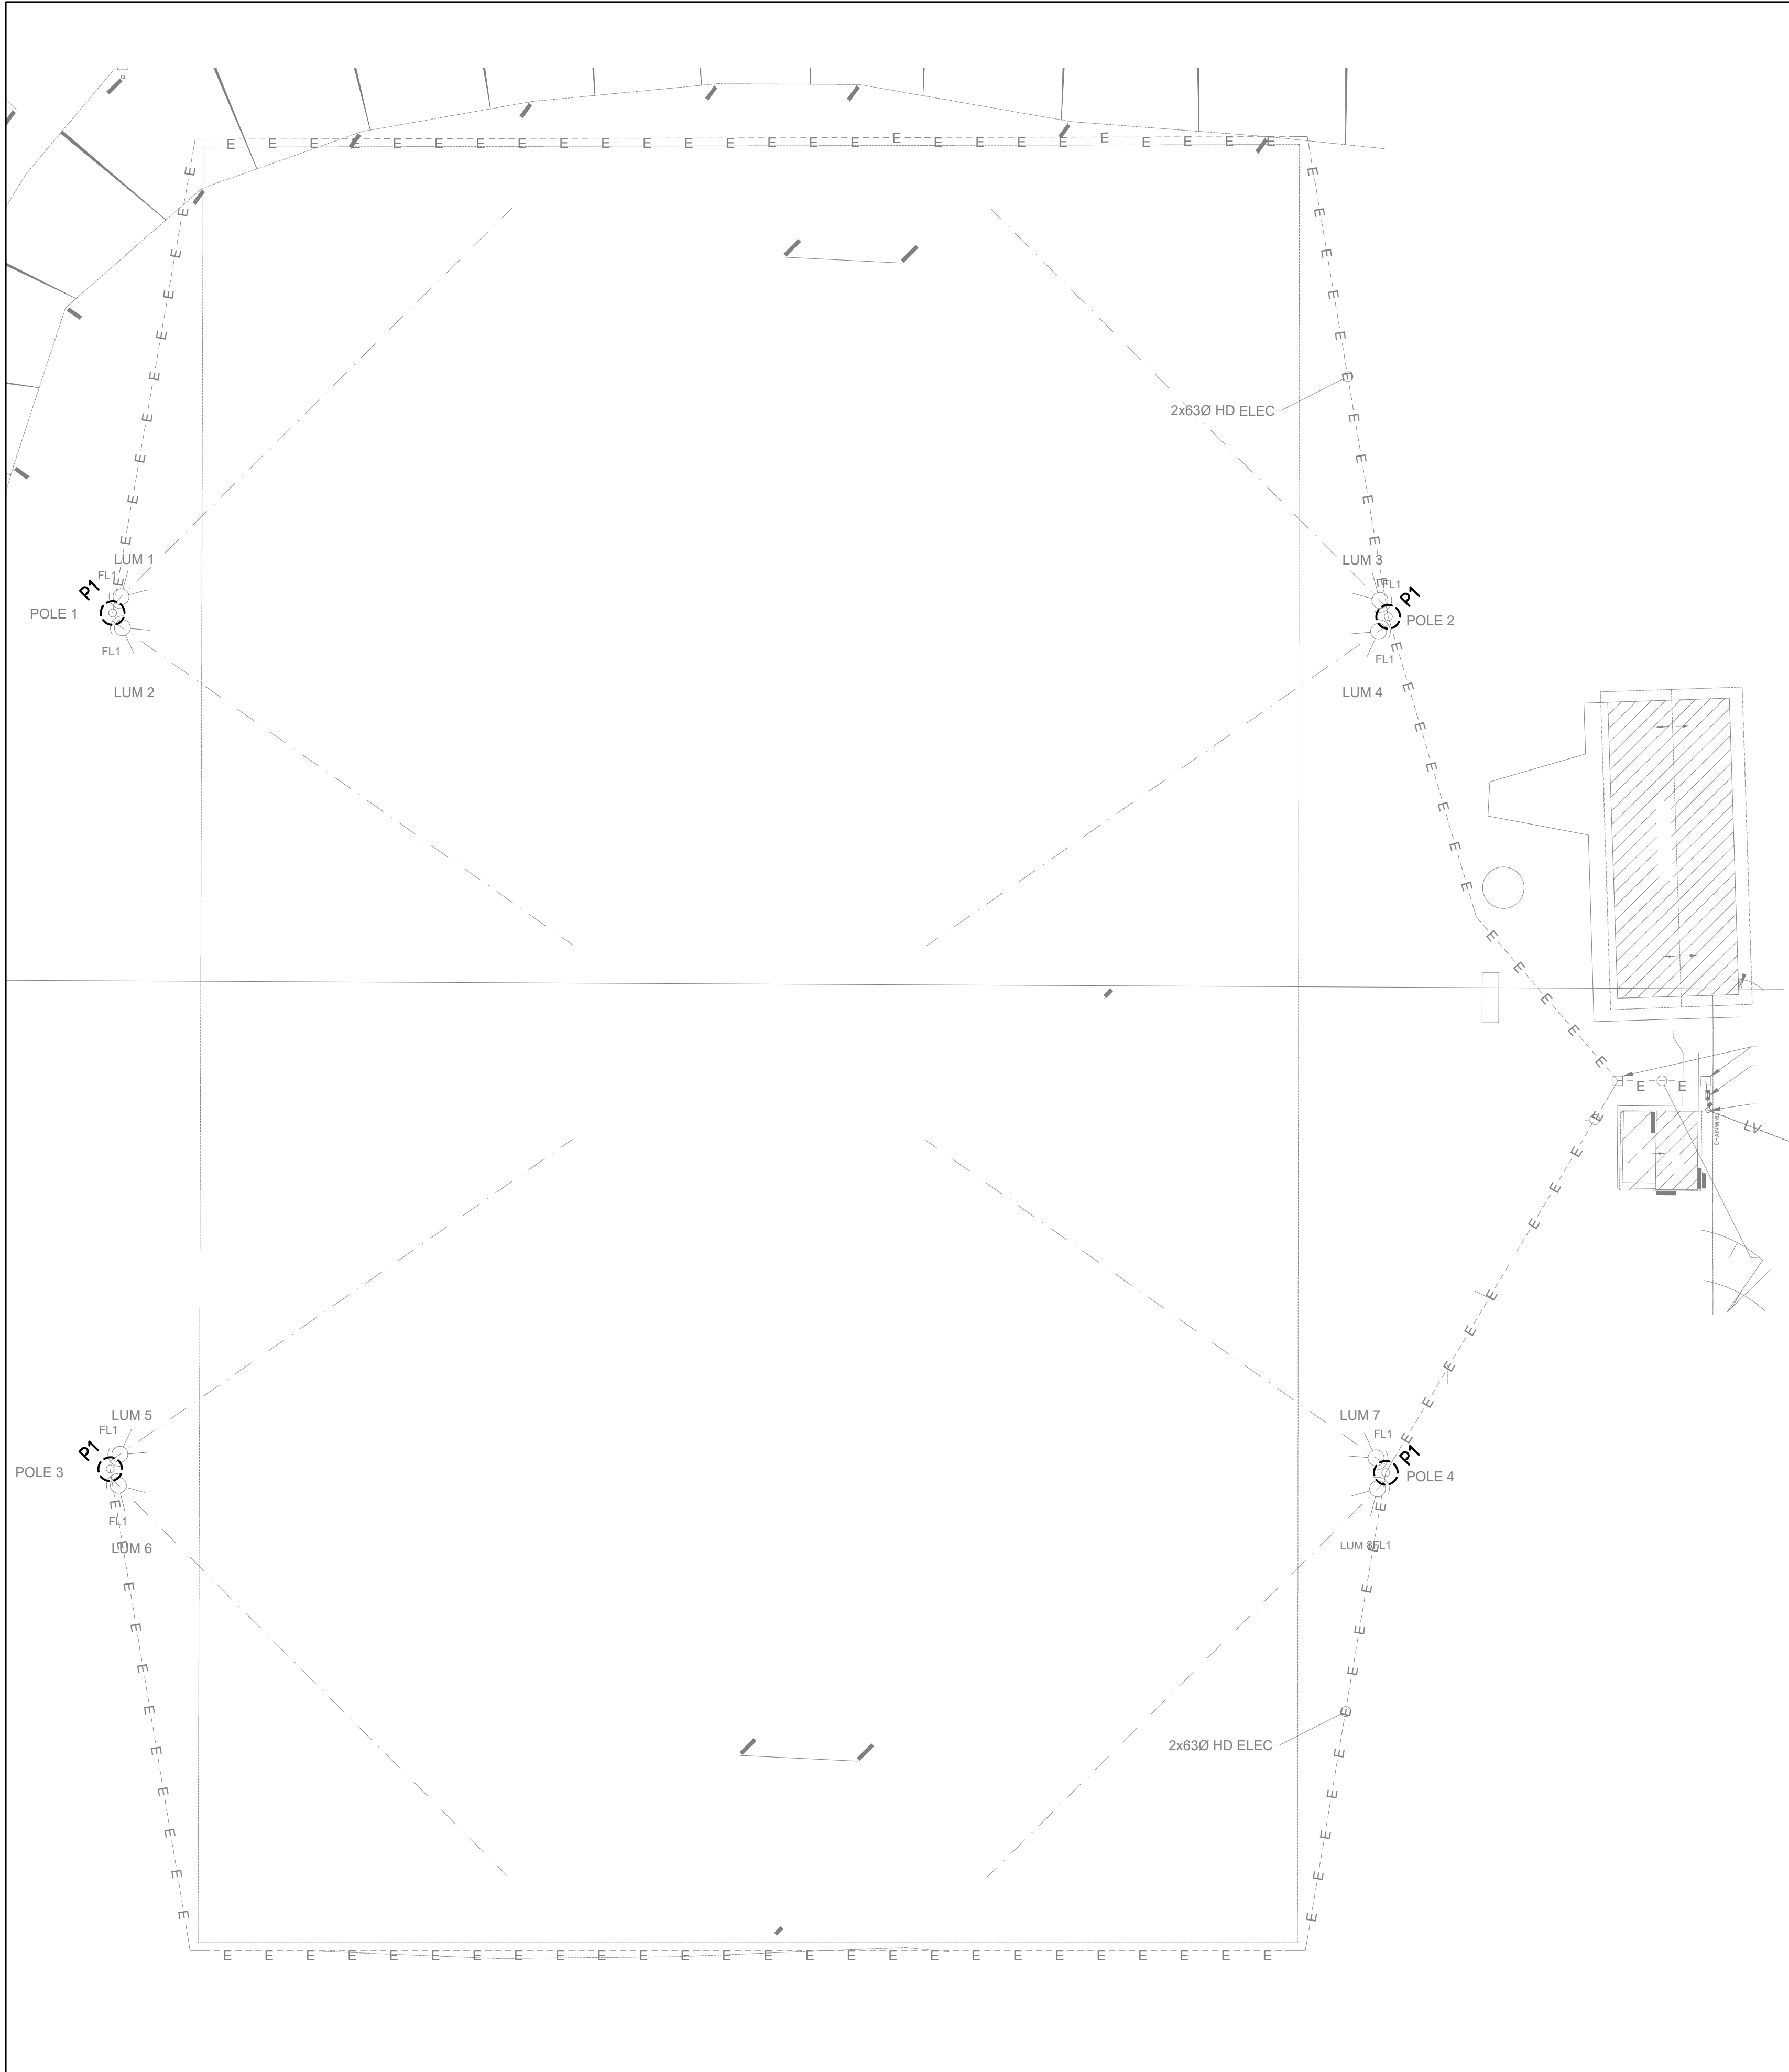 2x63Ø HD ELEC
LUM 1
FL1
P1
POLE 1
FL1
LUM 2
LUM 3
FL1
P1
POLE 2
FL1
LUM 4
E E
CHAINWIRE
LV
LUM 5
FL1
P1
POLE 3
FL1
LUM 6
LUM 7
FL1
P1
POLE 4
LUM 8 FL1
2x63Ø HD ELEC
E E E E E E E E E E E E E E E E E E E E E E E E E E